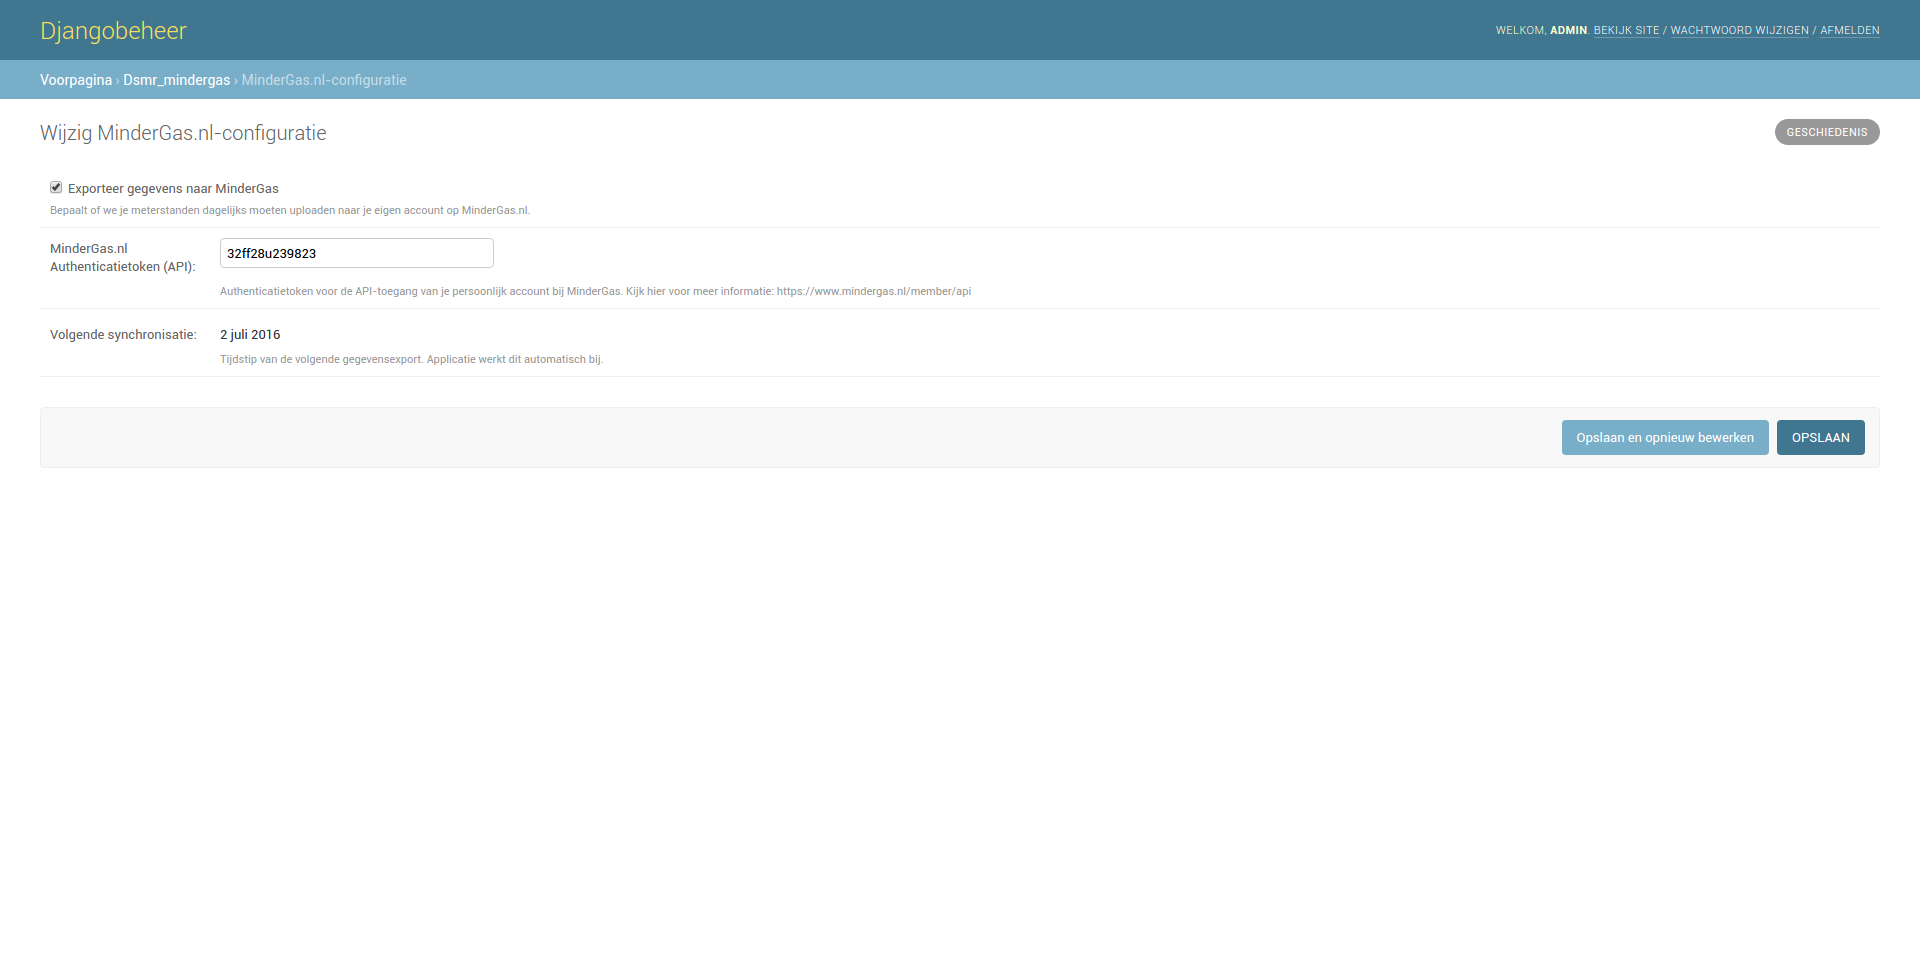 Djangobeheer
WELKOM, ADMIN. BEKIJK SITE / WACHTWOORD WIJZIGEN / AFMELDEN
Voorpagina › Dsmr_mindergas › MinderGas.nl-configuratie
Wijzig MinderGas.nl-configuratie
GESCHIEDENIS
Exporteer gegevens naar MinderGas
Bepaalt of we je meterstanden dagelijks moeten uploaden naar je eigen account op MinderGas.nl.
MinderGas.nl
Authenticatietoken (API):
32ff28u239823
Authenticatietoken voor de API-toegang van je persoonlijk account bij MinderGas. Kijk hier voor meer informatie: https://www.mindergas.nl/member/api
Volgende synchronisatie:
2 juli 2016
Tijdstip van de volgende gegevensexport. Applicatie werkt dit automatisch bij.
Opslaan en opnieuw bewerken
OPSLAAN